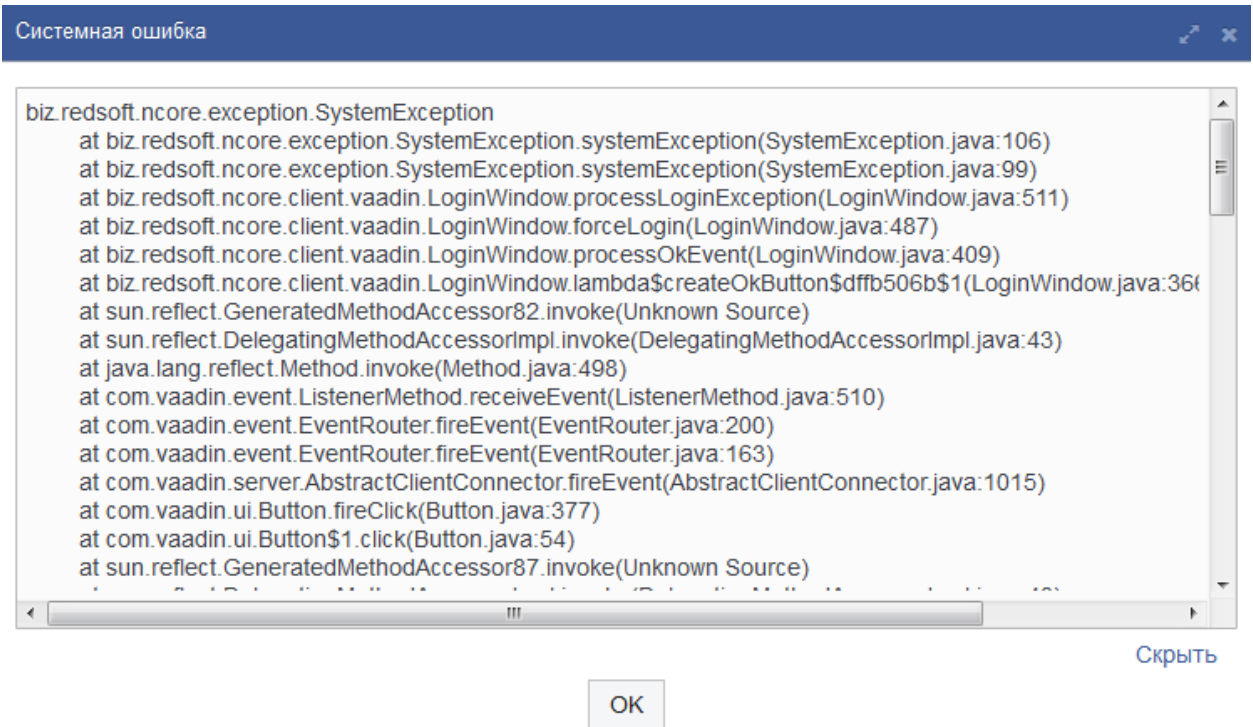 Системная ошибка
biz.redsoft.ncore.exception.SystemException
at biz.redsoft.ncore.exception.SystemException.systemException(SystemException.java:106)
at biz.redsoft.ncore.exception.SystemException.systemException(SystemException.java:99)
at biz.redsoft.ncore.client.vaadin.LoginWindow.processLoginException(LoginWindow.java:511)
at biz.redsoft.ncore.client.vaadin.LoginWindow.forceLogin(LoginWindow.java:487)
at biz.redsoft.ncore.client.vaadin.LoginWindow.processOkEvent(LoginWindow.java:409)
at biz.redsoft.ncore.client.vaadin.LoginWindow.lambda$createOkButton$dffb506b$1(LoginWindow.java:366
at sun.reflect.GeneratedMethodAccessor82.invoke(Unknown Source)
at sun.reflect.DelegatingMethodAccessorImpl.invoke(DelegatingMethodAccessorImpl.java:43)
at java.lang.reflect.Method.invoke(Method.java:498)
at com.vaadin.event.ListenerMethod.receiveEvent(ListenerMethod.java:510)
at com.vaadin.event.EventRouter.fireEvent(EventRouter.java:200)
at com.vaadin.event.EventRouter.fireEvent(EventRouter.java:163)
at com.vaadin.server.AbstractClientConnector.fireEvent(AbstractClientConnector.java:1015)
at com.vaadin.ui.Button.fireClick(Button.java:377)
at com.vaadin.ui.Button$1.click(Button.java:54)
at sun.reflect.GeneratedMethodAccessor87.invoke(Unknown Source)
Скрыть
OK